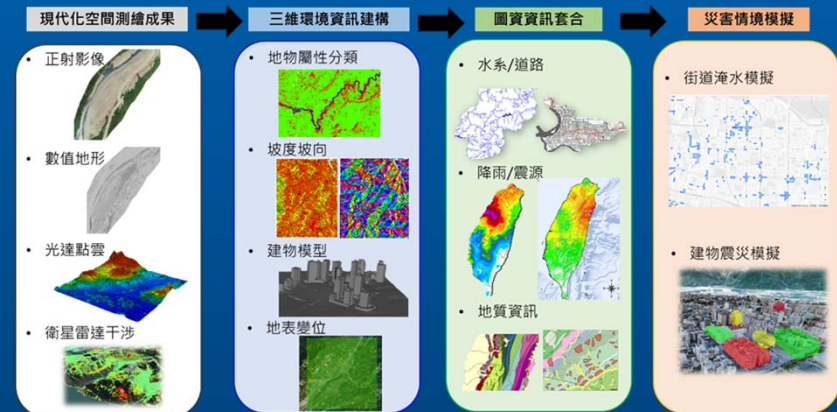 現代化空間測繪成果
三維環境資訊建構
圖資資訊套合
災害情境模擬
• 正射影像
• 數值地形
• 光達點雲
• 衛星雷達干涉
• 地物屬性分類
• 坡度坡向
• 建物模型
• 地表變位
• 水系/道路
• 降雨/震源
• 地質資訊
• 街道淹水模擬
• 建物震災模擬